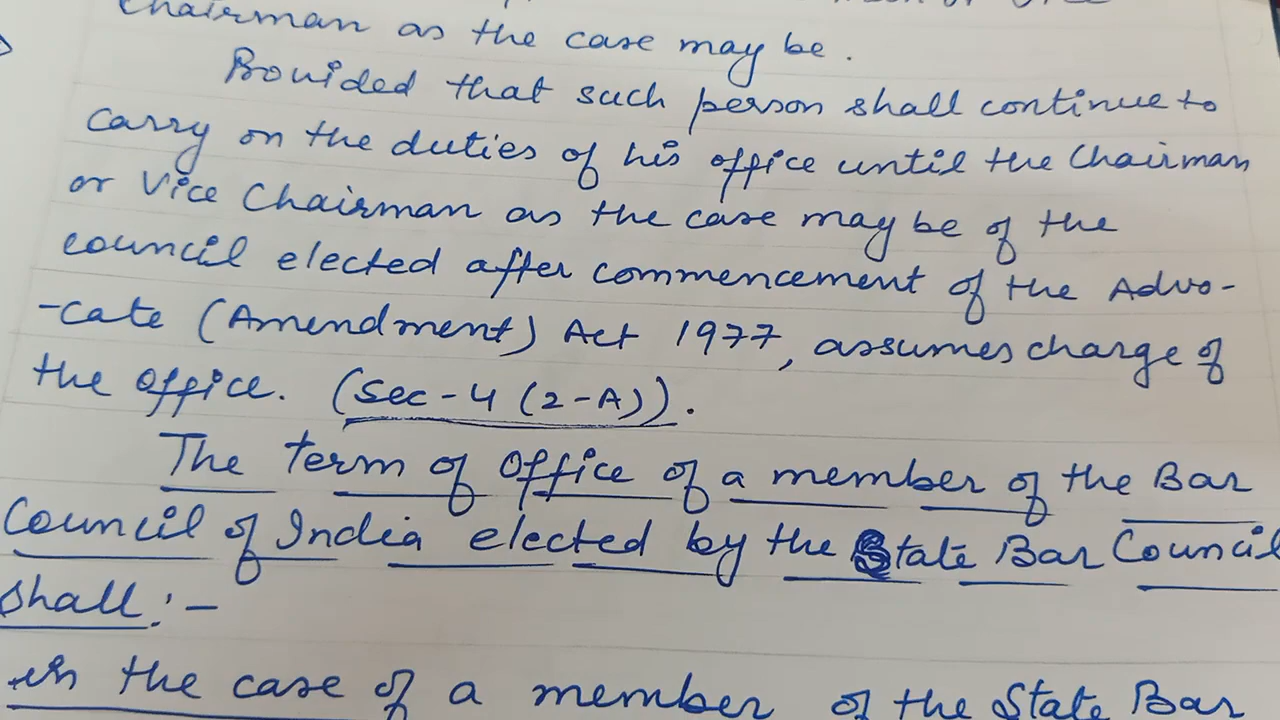 Chairman as the case may be.
Provided that such person shall continue to
carry on the duties of his office until the Chairman
or Vice Chairman as the case may be of the
council elected after commencement of the Advo-
-cate (Amendment) Act 1977, assumes charge of
the office. (Sec-4 (2-A)).
The term of office of a member of the Bar
Council of India elected by the State Bar Council
shall:-
the case of a member of the State Bar